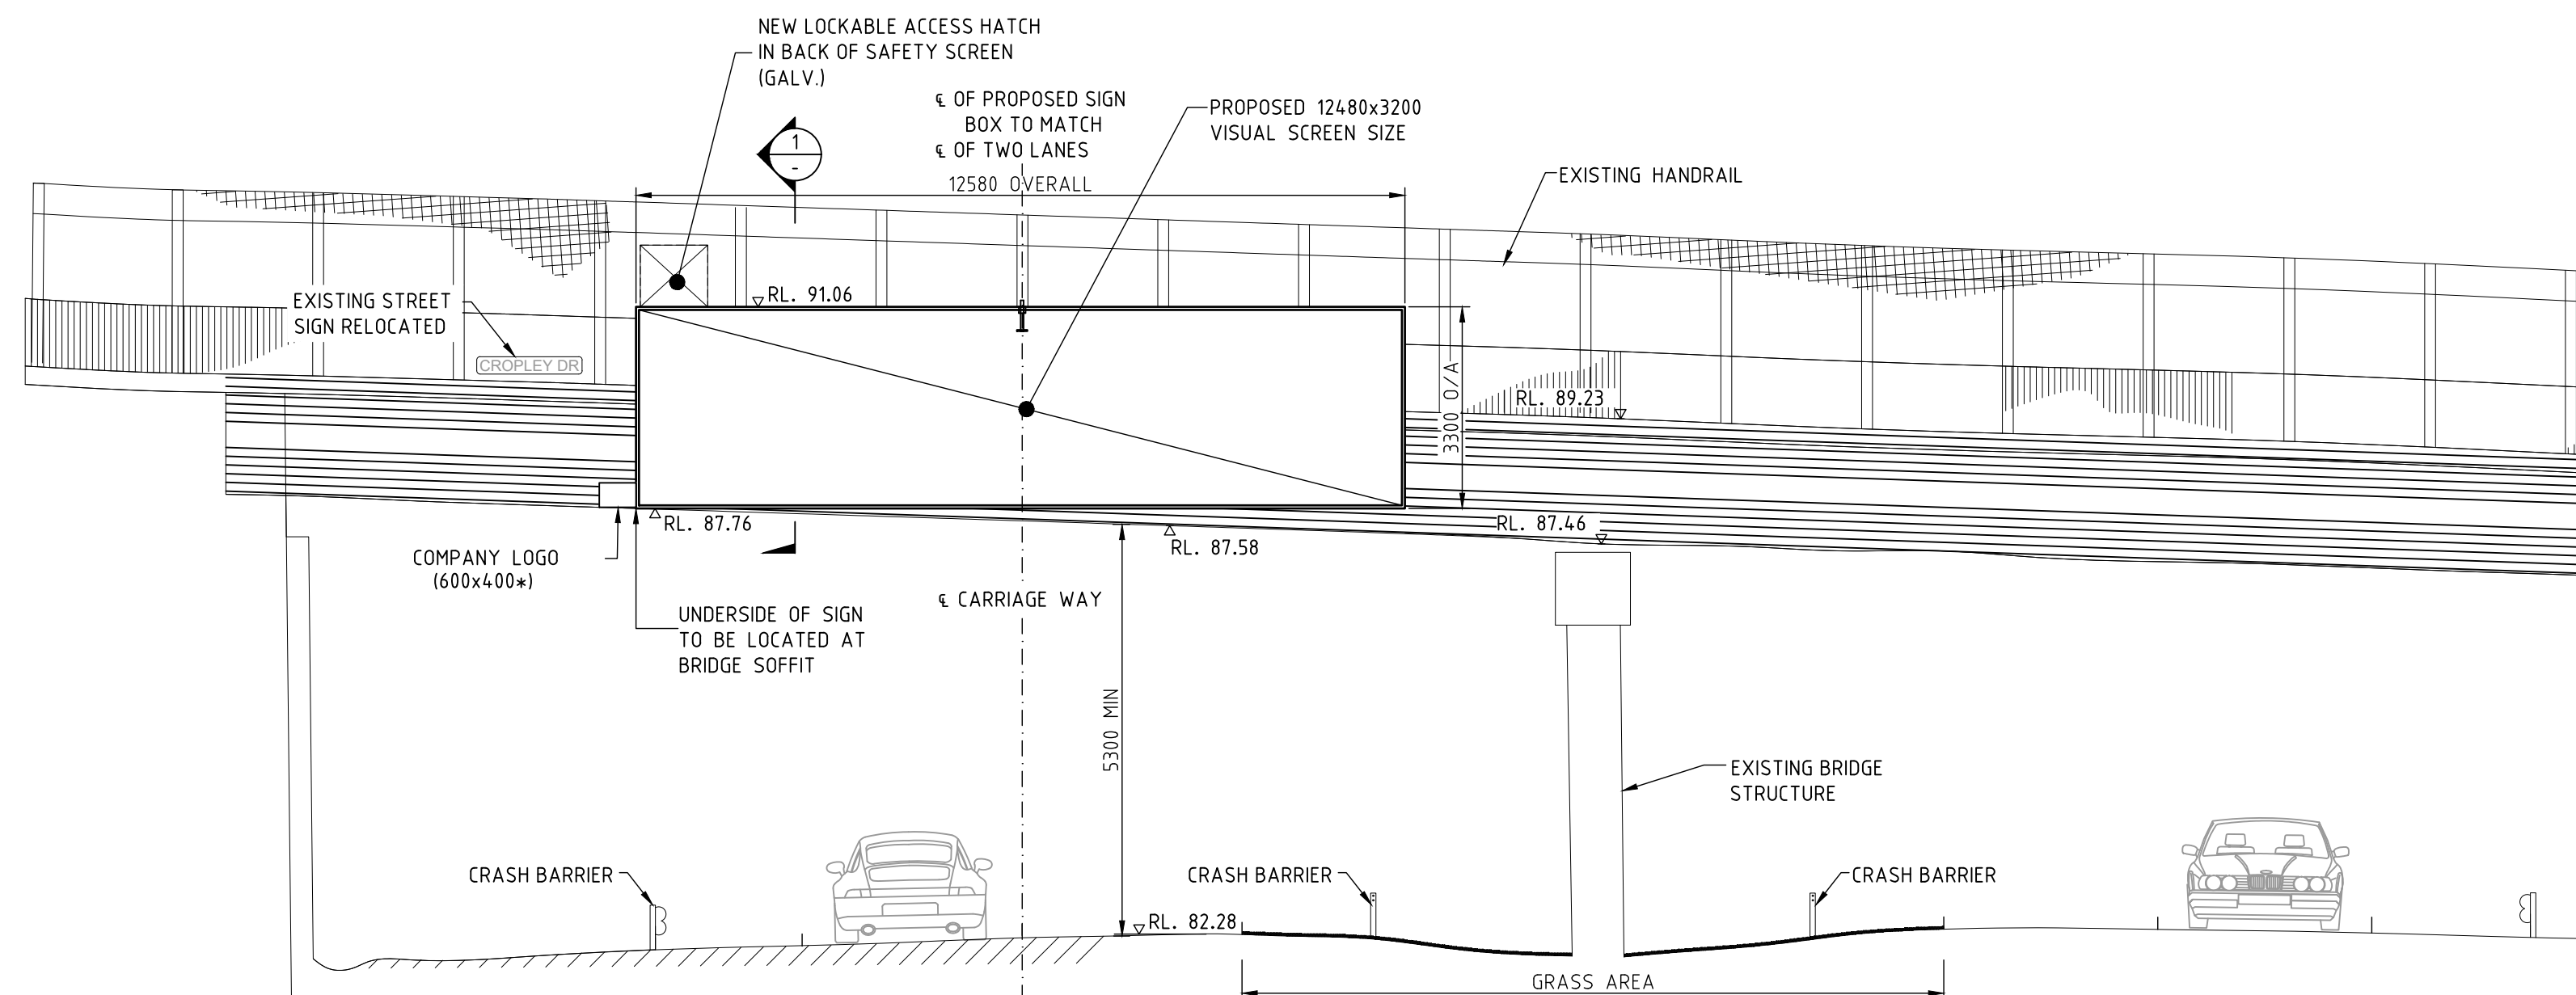 NEW LOCKABLE ACCESS HATCH
IN BACK OF SAFETY SCREEN
(GALV.)
℄ OF PROPOSED SIGN
BOX TO MATCH
℄ OF TWO LANES
PROPOSED 12480x3200
VISUAL SCREEN SIZE
1
-
12580 OVERALL
EXISTING HANDRAIL
EXISTING STREET
SIGN RELOCATED
CROPLEY DR
RL. 91.06
3300 O/A
RL. 89.23
RL. 87.76
RL. 87.58
RL. 87.46
COMPANY LOGO
(600x400*)
UNDERSIDE OF SIGN
TO BE LOCATED AT
BRIDGE SOFFIT
℄ CARRIAGE WAY
5300 MIN
EXISTING BRIDGE
STRUCTURE
CRASH BARRIER
CRASH BARRIER
CRASH BARRIER
RL. 82.28
GRASS AREA